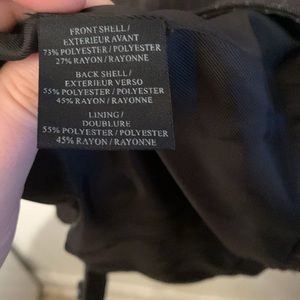 FRONT SHELL /
EXTERIEUR AVANT
73% POLYESTER / POLYESTER
27% RAYON / RAYONNE
BACK SHELL /
EXTERIEUR VERSO
55% POLYESTER / POLYESTER
45% RAYON / RAYONNE
LINING /
DOUBLURE
55% POLYESTER / POLYESTER
45% RAYON / RAYONNE